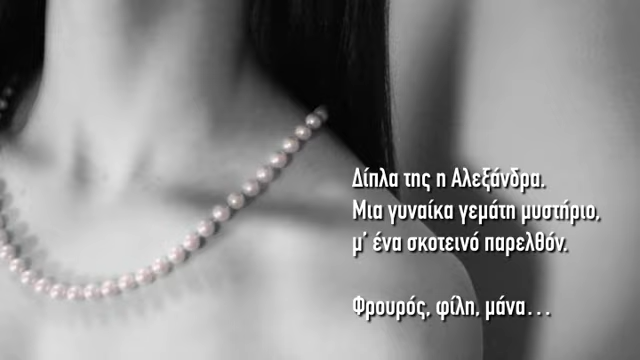 Δίπλα της η Αλεξάνδρα.
Μια γυναίκα γεμάτη μυστήριο,
μ' ένα σκοτεινό παρελθόν.
Φρουρός, φίλη, μάνα...